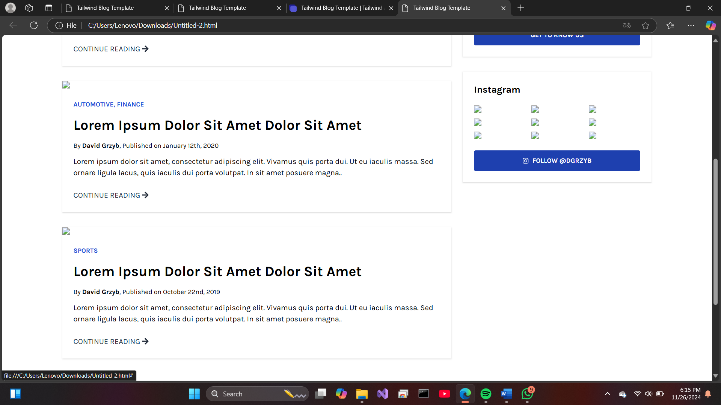 Tailwind Blog Template
Tailwind Blog Template
Tailwind Blog Template | Tailwind
Tailwind Blog Template
File
C:/Users/Lenovo/Downloads/Untitled-2.html
CONTINUE READING
GET TO KNOW US
AUTOMOTIVE, FINANCE
Lorem Ipsum Dolor Sit Amet Dolor Sit Amet
By David Grzyb, Published on January 12th, 2020
Lorem ipsum dolor sit amet, consectetur adipiscing elit. Vivamus quis porta dui. Ut eu iaculis massa. Sed
ornare ligula lacus, quis iaculis dui porta volutpat. In sit amet posuere magna..
CONTINUE READING
Instagram
FOLLOW @DGRZYB
SPORTS
Lorem Ipsum Dolor Sit Amet Dolor Sit Amet
By David Grzyb, Published on October 22nd, 2019
Lorem ipsum dolor sit amet, consectetur adipiscing elit. Vivamus quis porta dui. Ut eu iaculis massa. Sed
ornare ligula lacus, quis iaculis dui porta volutpat. In sit amet posuere magna..
CONTINUE READING
file:///C:/Users/Lenovo/Downloads/Untitled-2.html#
Search
6:15 PM
11/26/2024